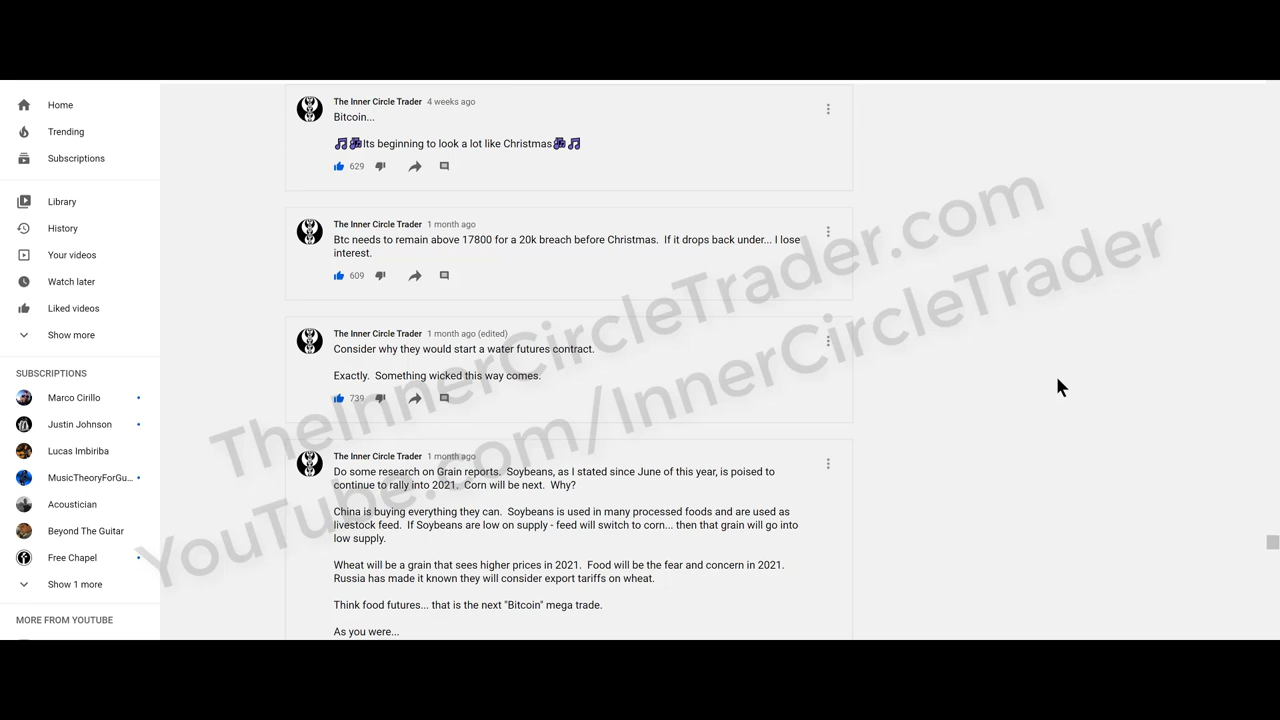 Home
Trending
Subscriptions
Library
History
Your videos
Watch later
Liked videos
Show more
SUBSCRIPTIONS
Marco Cirillo
Justin Johnson
Lucas Imbiriba
MusicTheoryForGu...
Acoustician
Beyond The Guitar
Free Chapel
Show 1 more
MORE FROM YOUTUBE
The Inner Circle Trader 4 weeks ago
Bitcoin...
🎵🎶Its beginning to look a lot like Christmas🎶🎵
629
The Inner Circle Trader 1 month ago
Btc needs to remain above 17800 for a 20k breach before Christmas. If it drops back under... I lose
interest.
609
The Inner Circle Trader 1 month ago (edited)
Consider why they would start a water futures contract.
Exactly. Something wicked this way comes.
739
The Inner Circle Trader 1 month ago
Do some research on Grain reports. Soybeans, as I stated since June of this year, is poised to
continue to rally into 2021. Corn will be next. Why?
China is buying everything they can. Soybeans is used in many processed foods and are used as
livestock feed. If Soybeans are low on supply - feed will switch to corn... then that grain will go into
low supply.
Wheat will be a grain that sees higher prices in 2021. Food will be the fear and concern in 2021.
Russia has made it known they will consider export tariffs on wheat.
Think food futures... that is the next "Bitcoin" mega trade.
As you were...
TheInnerCircleTrader.com
YouTube.com/InnerCircleTrader